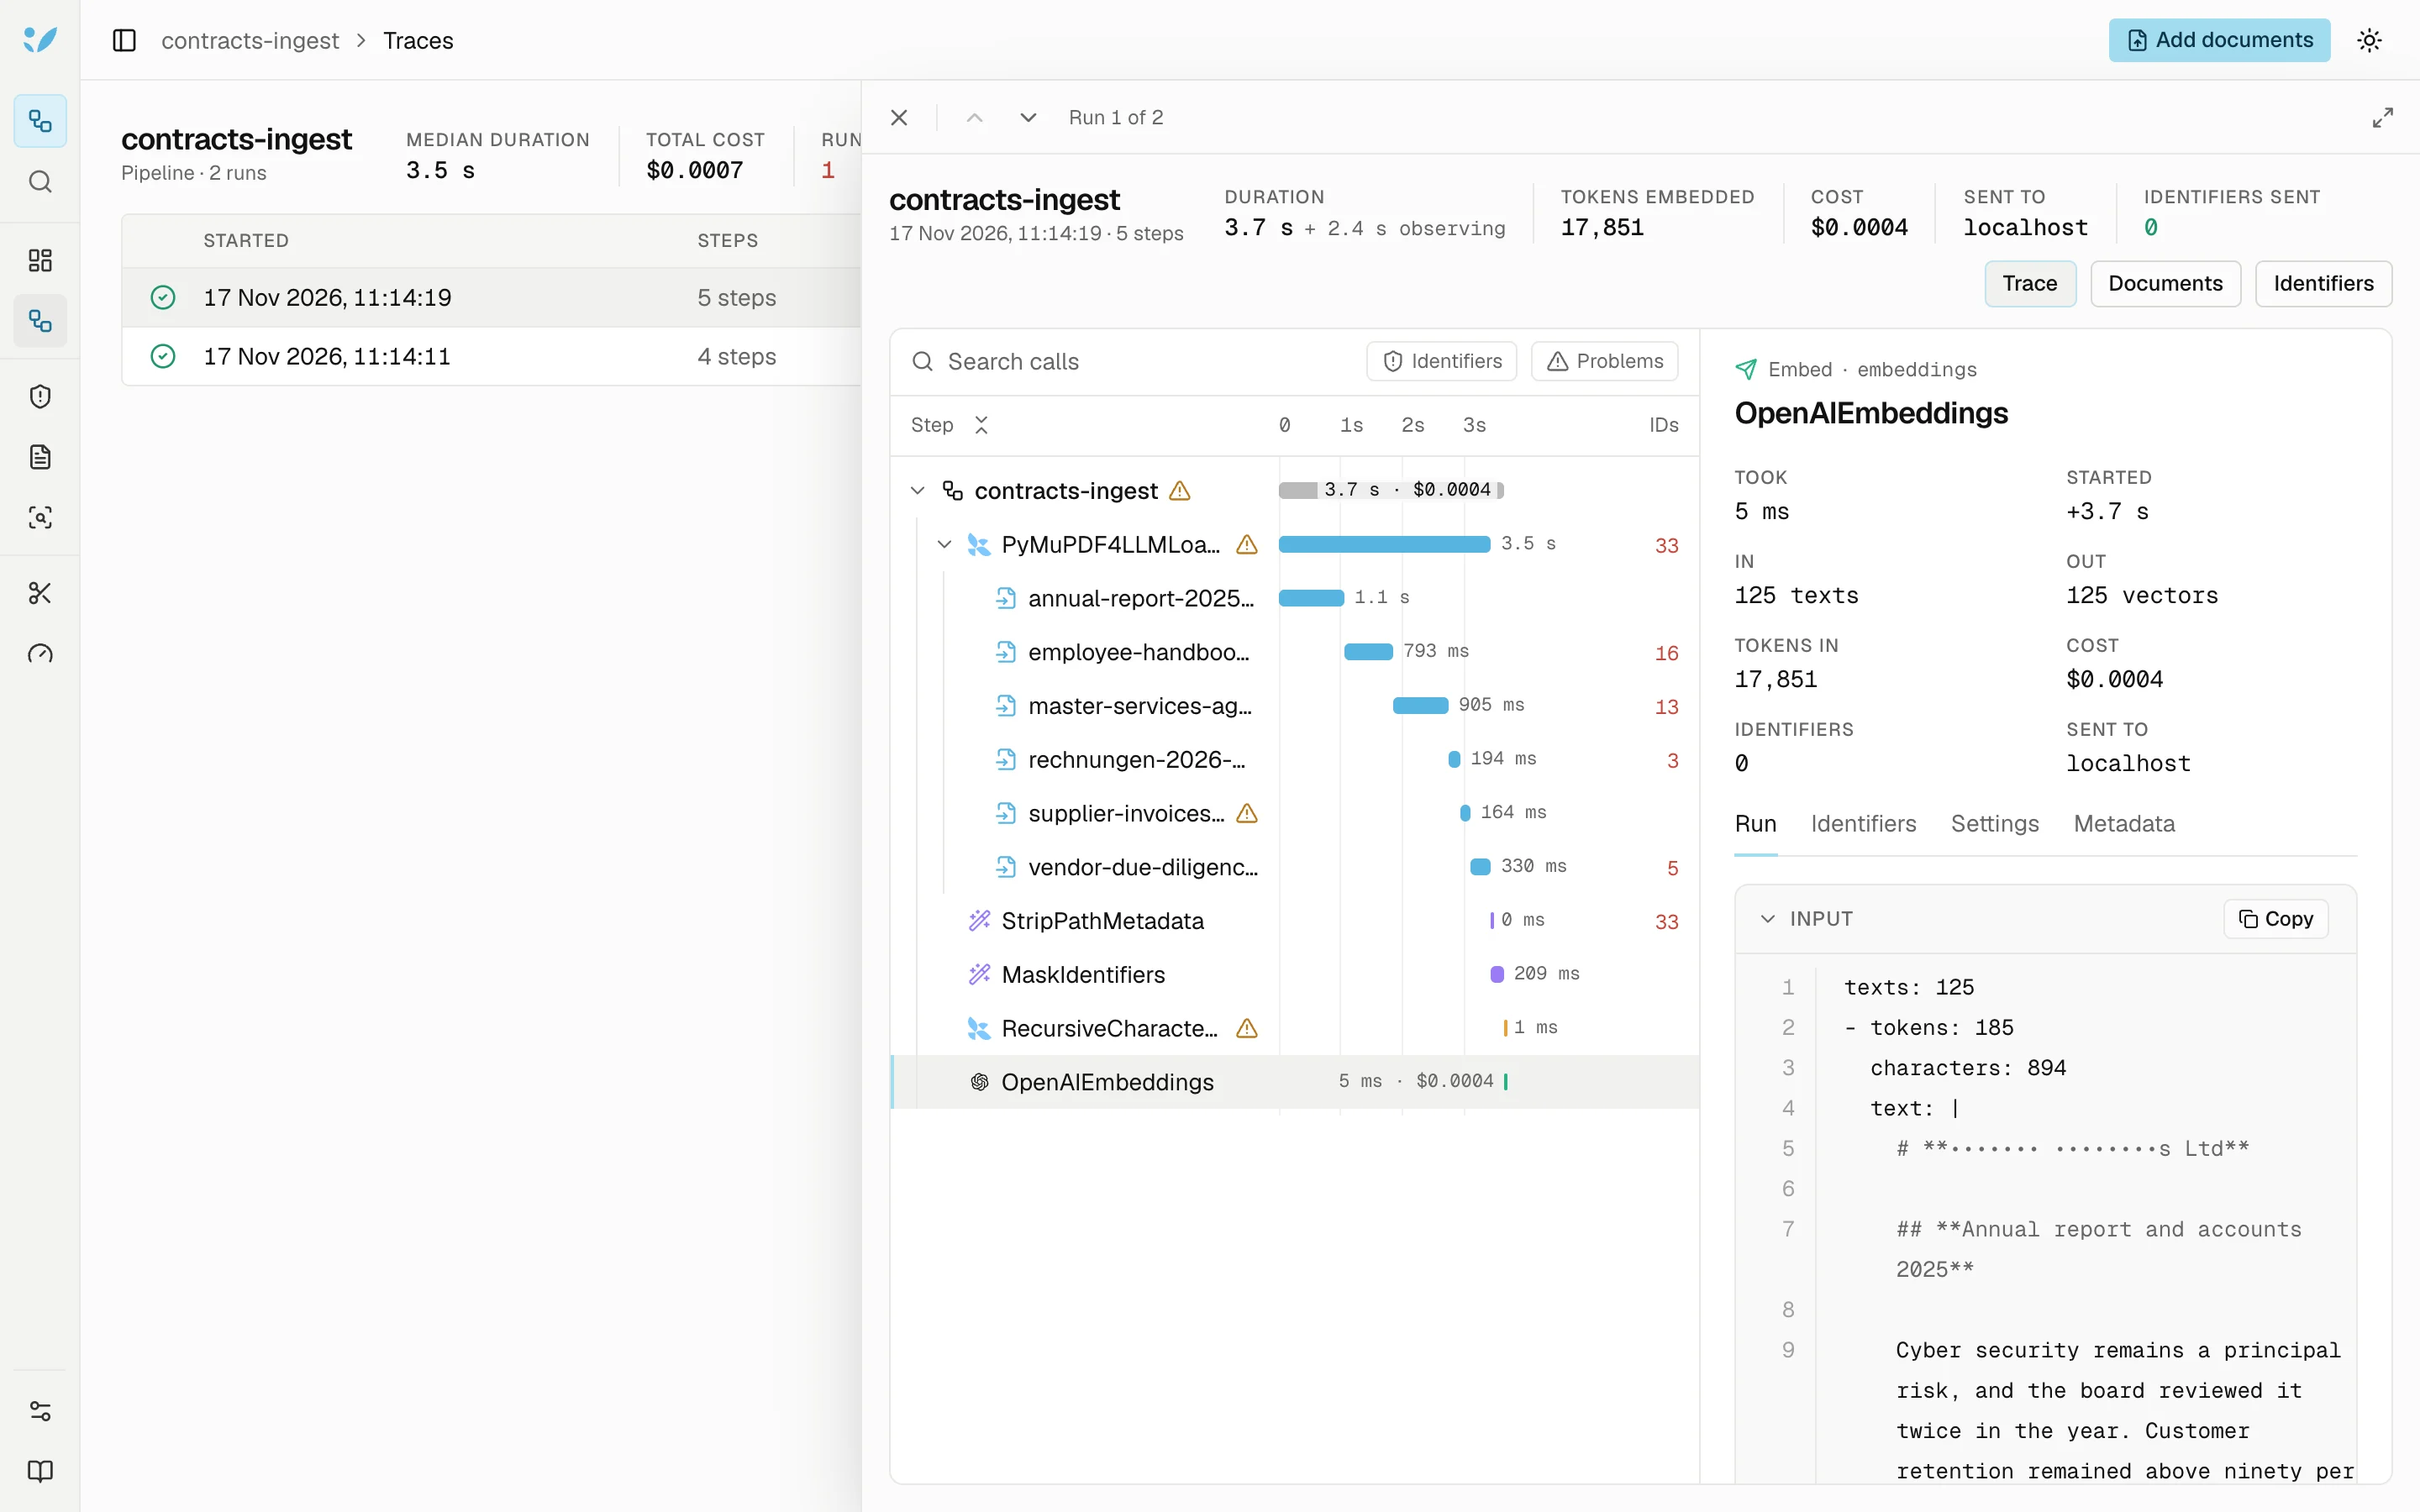 contracts-ingest > Traces
Add documents
contracts-ingest
Pipeline · 2 runs
MEDIAN DURATION
3.5 s
TOTAL COST
$0.0007
RUN
1
STARTED
STEPS
17 Nov 2026, 11:14:19
5 steps
17 Nov 2026, 11:14:11
4 steps
Run 1 of 2
contracts-ingest
17 Nov 2026, 11:14:19 · 5 steps
DURATION
3.7 s + 2.4 s observing
TOKENS EMBEDDED
17,851
COST
$0.0004
SENT TO
localhost
IDENTIFIERS SENT
0
Trace
Documents
Identifiers
Search calls
Identifiers
Problems
Step
0 1s 2s 3s
IDs
contracts-ingest
3.7 s · $0.0004
PyMuPDF4LLMLoa...
3.5 s
33
annual-report-2025...
1.1 s
employee-handboo...
793 ms
16
master-services-ag...
905 ms
13
rechnungen-2026-...
194 ms
3
supplier-invoices...
164 ms
vendor-due-diligenc...
330 ms
5
StripPathMetadata
0 ms
33
MaskIdentifiers
209 ms
RecursiveCharacte...
1 ms
OpenAIEmbeddings
5 ms · $0.0004
Embed · embeddings
OpenAIEmbeddings
TOOK
5 ms
STARTED
+3.7 s
IN
125 texts
OUT
125 vectors
TOKENS IN
17,851
COST
$0.0004
IDENTIFIERS
0
SENT TO
localhost
Run
Identifiers
Settings
Metadata
INPUT
Copy
1 texts: 125
2 - tokens: 185
3 characters: 894
4 text: |
5 # **••••••• ••••••••s Ltd**
6
7 ## **Annual report and accounts
2025**
8
9 Cyber security remains a principal
risk, and the board reviewed it
twice in the year. Customer
retention remained above ninety per